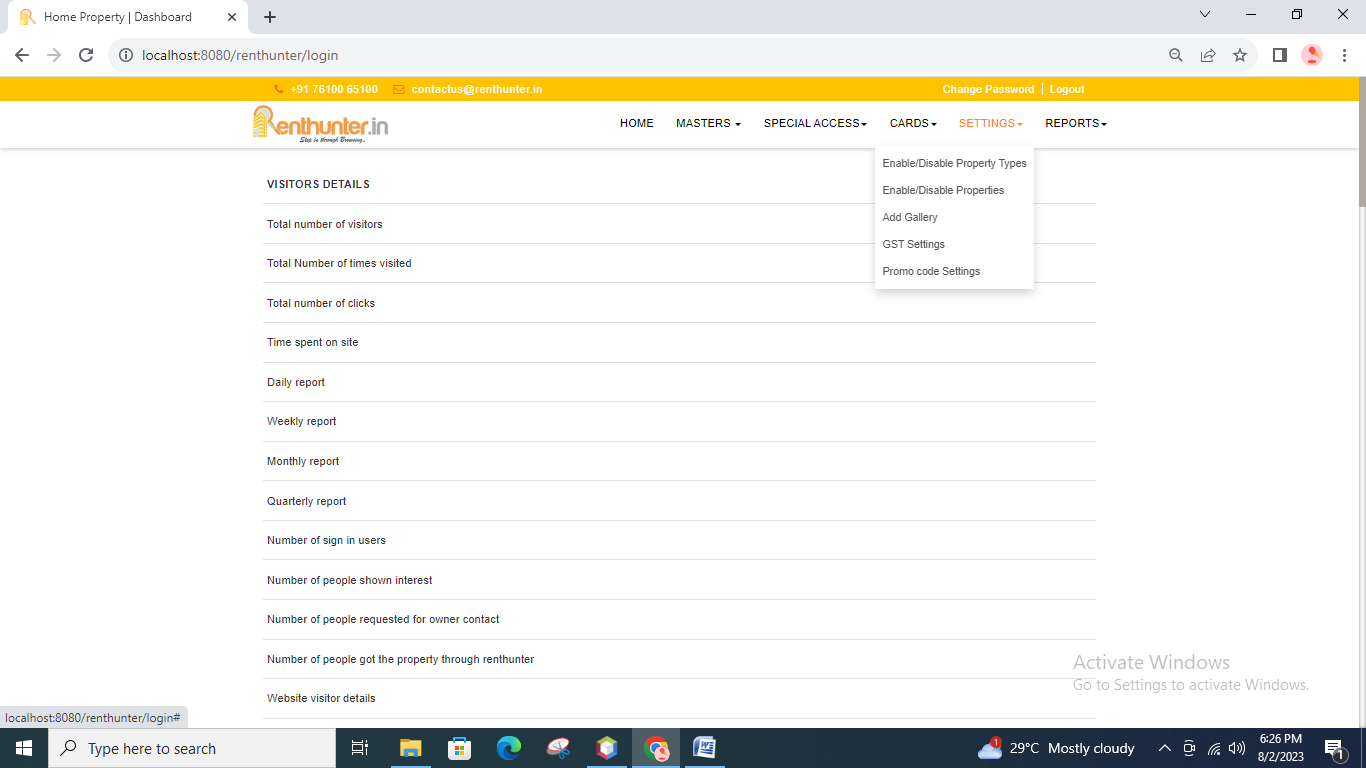 Home Property | Dashboard
localhost:8080/renthunter/login
+91 76100 65100 contactus@renthunter.in Change Password | Logout
Renthunter.in
Step in through Browsing..
HOME MASTERS SPECIAL ACCESS CARDS SETTINGS REPORTS
Enable/Disable Property Types
Enable/Disable Properties
Add Gallery
GST Settings
Promo code Settings
VISITORS DETAILS
Total number of visitors
Total Number of times visited
Total number of clicks
Time spent on site
Daily report
Weekly report
Monthly report
Quarterly report
Number of sign in users
Number of people shown interest
Number of people requested for owner contact
Number of people got the property through renthunter
Website visitor details
Activate Windows
Go to Settings to activate Windows.
localhost:8080/renthunter/login#
Type here to search
1 29°C Mostly cloudy
6:26 PM
8/2/2023
1